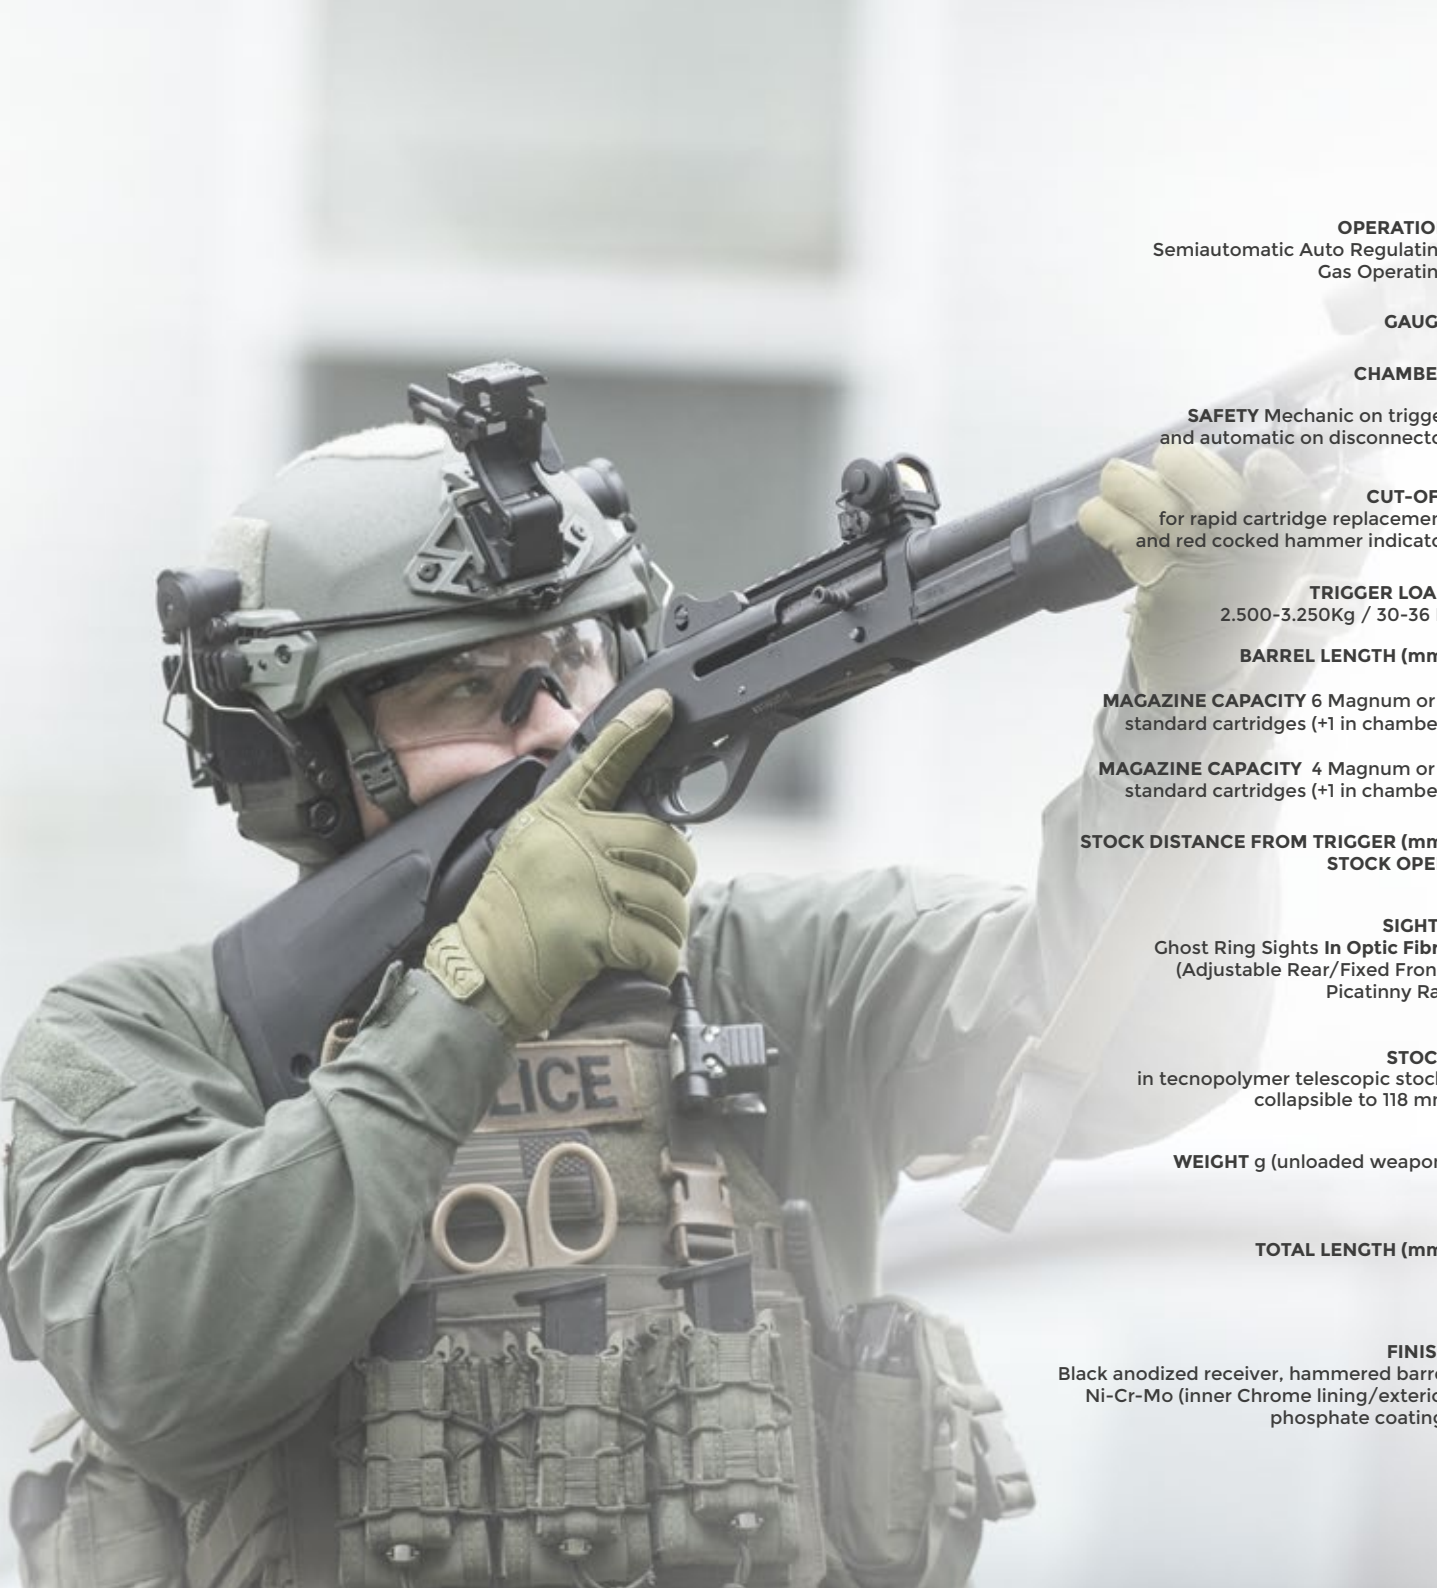 OPERATIO
Semiautomatic Auto Regulatin
Gas Operatin
GAUG
CHAMBE
SAFETY Mechanic on trigge
and automatic on disconnecto
CUT-OF
for rapid cartridge replacemen
and red cocked hammer indicato
TRIGGER LOA
2.500-3.250Kg / 30-36
BARREL LENGTH (mm
MAGAZINE CAPACITY 6 Magnum or
standard cartridges (+1 in chambe
MAGAZINE CAPACITY 4 Magnum or
standard cartridges (+1 in chambe
STOCK DISTANCE FROM TRIGGER (mm
STOCK OPE
SIGHT
Ghost Ring Sights In Optic Fibr
(Adjustable Rear/Fixed Fron
Picatinny Ra
STOC
in tecnopolymer telescopic stoc
collapsible to 118 mm
WEIGHT g (unloaded weapon
TOTAL LENGTH (mm
FINIS
Black anodized receiver, hammered barre
Ni-Cr-Mo (inner Chrome lining/exterio
phosphate coating
LICE